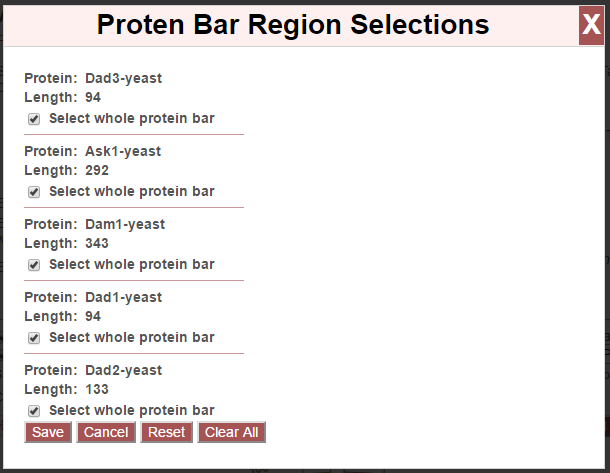 Proten Bar Region Selections
X
Protein: Dad3-yeast
Length: 94
Select whole protein bar
Protein: Ask1-yeast
Length: 292
Select whole protein bar
Protein: Dam1-yeast
Length: 343
Select whole protein bar
Protein: Dad1-yeast
Length: 94
Select whole protein bar
Protein: Dad2-yeast
Length: 133
Select whole protein bar
Save Cancel Reset Clear All